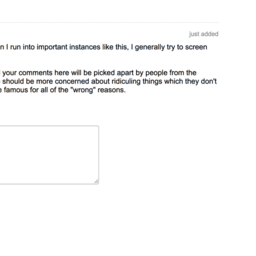 just added
n I run into important instances like this, I generally try to screen
your comments here will be picked apart by people from the
should be more concerned about ridiculing things which they don't
e famous for all of the "wrong" reasons.